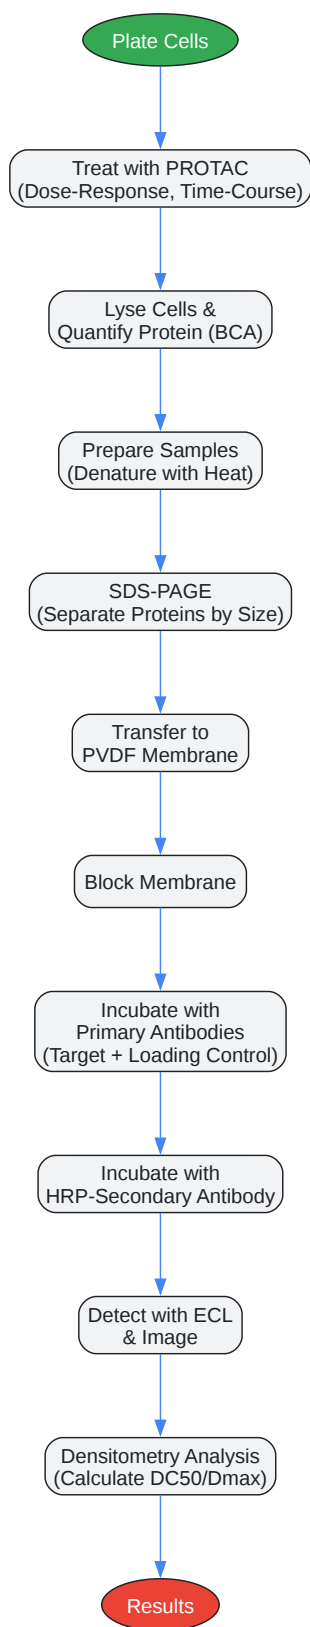 Plate Cells
Treat with PROTAC
(Dose-Response, Time-Course)
Lyse Cells &
Quantify Protein (BCA)
Prepare Samples
(Denature with Heat)
SDS-PAGE
(Separate Proteins by Size)
Transfer to
PVDF Membrane
Block Membrane
Incubate with
Primary Antibodies
(Target + Loading Control)
Incubate with
HRP-Secondary Antibody
Detect with ECL
& Image
Densitometry Analysis
(Calculate DC50/Dmax)
Results